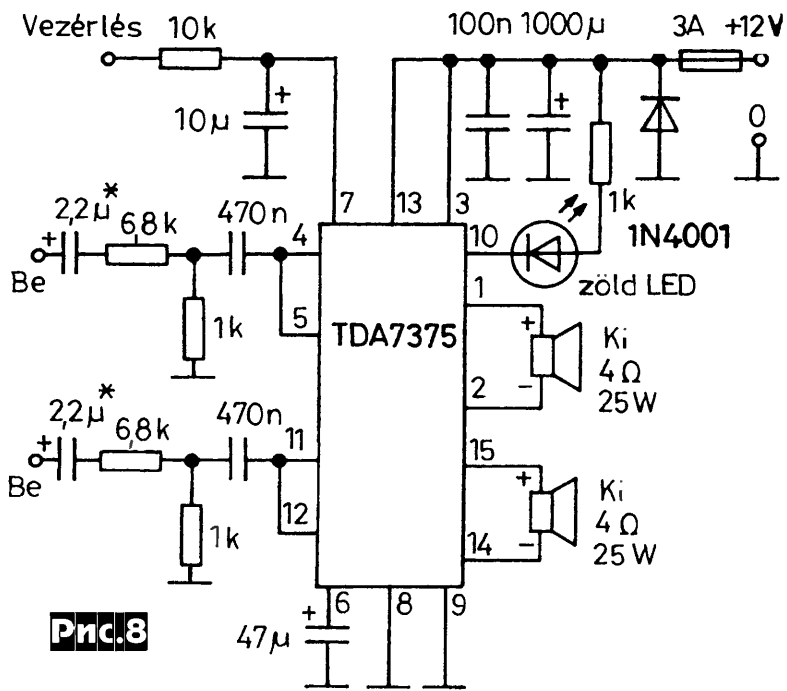 Vezérlés 10k 100n 1000µ 3A +12V
+ 10µ + 0
1k
1N4001
zöld LED
7 13 3
2,2µ* 6,8k 470n 4 10
+ Be
1k 5 TDA7375 1
+ Ki
2 - 4Ω
25W
2,2µ* 6,8k 470n 11 15
+ Be
1k 12 + Ki
14 - 4Ω
25W
6 8 9
+ 47µ
Рис.8